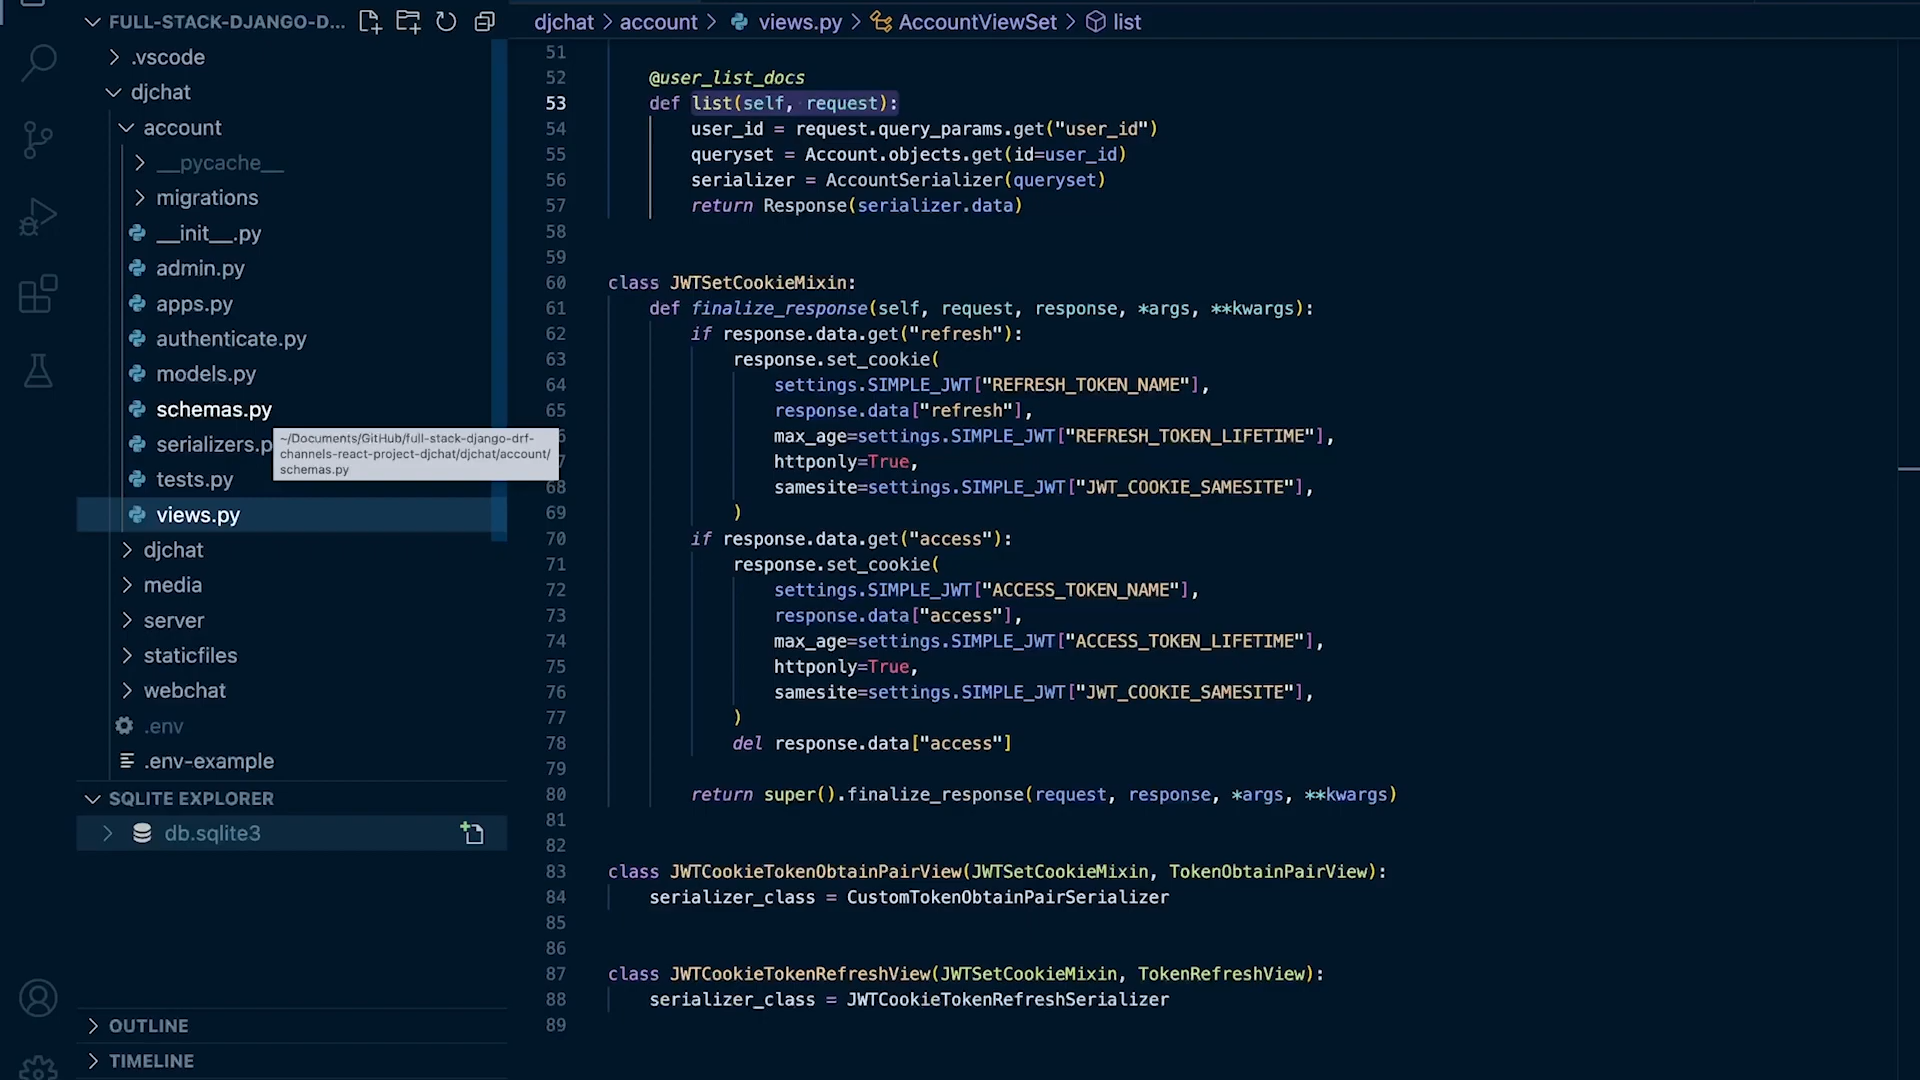 FULL-STACK-DJANGO-D...
.vscode
djchat
account
__pycache__
migrations
__init__.py
admin.py
apps.py
authenticate.py
models.py
schemas.py
serializers.p
tests.py
views.py
djchat
media
server
staticfiles
webchat
.env
.env-example
SQLITE EXPLORER
db.sqlite3
OUTLINE
TIMELINE
~/Documents/GitHub/full-stack-django-drf-
channels-react-project-djchat/djchat/account/
schemas.py
djchat > account > views.py > AccountViewSet > list
51
52 @user_list_docs
53 def list(self, request):
54 user_id = request.query_params.get("user_id")
55 queryset = Account.objects.get(id=user_id)
56 serializer = AccountSerializer(queryset)
57 return Response(serializer.data)
58
59
60 class JWTSetCookieMixin:
61 def finalize_response(self, request, response, *args, **kwargs):
62 if response.data.get("refresh"):
63 response.set_cookie(
64 settings.SIMPLE_JWT["REFRESH_TOKEN_NAME"],
65 response.data["refresh"],
6 max_age=settings.SIMPLE_JWT["REFRESH_TOKEN_LIFETIME"],
7 httponly=True,
68 samesite=settings.SIMPLE_JWT["JWT_COOKIE_SAMESITE"],
69 )
70 if response.data.get("access"):
71 response.set_cookie(
72 settings.SIMPLE_JWT["ACCESS_TOKEN_NAME"],
73 response.data["access"],
74 max_age=settings.SIMPLE_JWT["ACCESS_TOKEN_LIFETIME"],
75 httponly=True,
76 samesite=settings.SIMPLE_JWT["JWT_COOKIE_SAMESITE"],
77 )
78 del response.data["access"]
79
80 return super().finalize_response(request, response, *args, **kwargs)
81
82
83 class JWTCookieTokenObtainPairView(JWTSetCookieMixin, TokenObtainPairView):
84 serializer_class = CustomTokenObtainPairSerializer
85
86
87 class JWTCookieTokenRefreshView(JWTSetCookieMixin, TokenRefreshView):
88 serializer_class = JWTCookieTokenRefreshSerializer
89